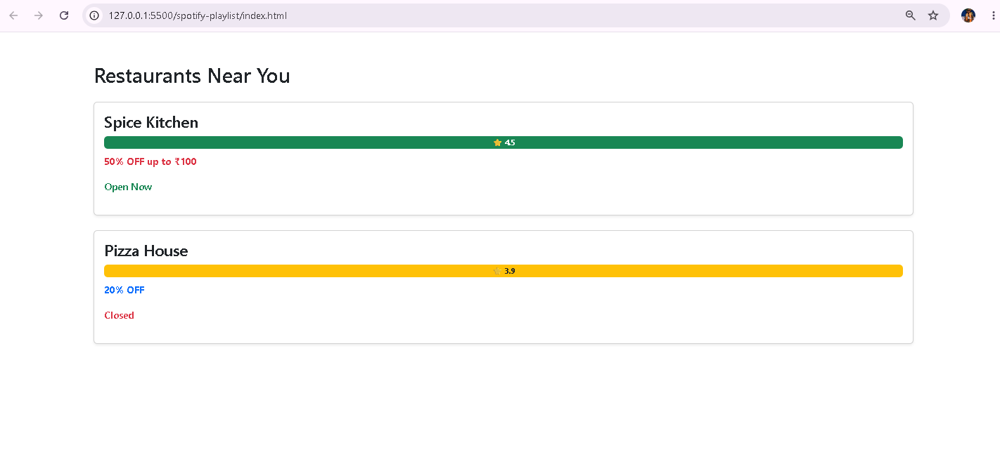 127.0.0.1:5500/spotify-playlist/index.html
Restaurants Near You
Spice Kitchen
⭐ 4.5
50% OFF up to ₹100
Open Now
Pizza House
⭐ 3.9
20% OFF
Closed